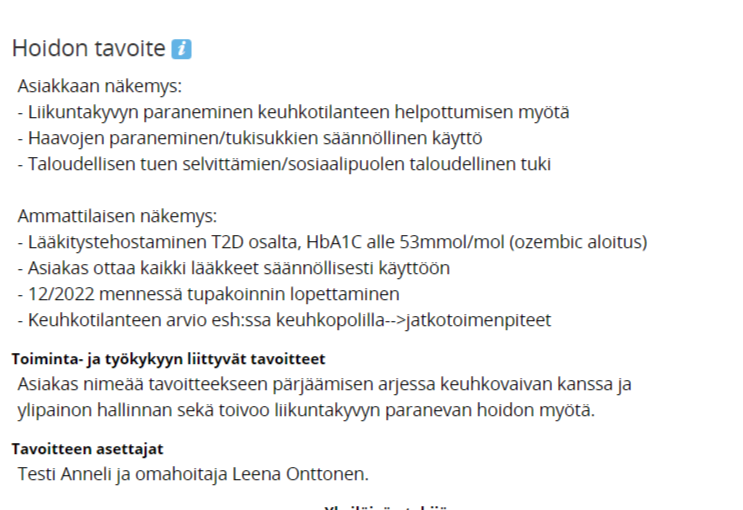 Hoidon tavoite i
Asiakkaan näkemys:
- Liikuntakyvyn paraneminen keuhkotilanteen helpottumisen myötä
- Haavojen paraneminen/tukisukkien säännöllinen käyttö
- Taloudellisen tuen selvittämien/sosiaalipuolen taloudellinen tuki
Ammattilaisen näkemys:
- Lääkitystehostaminen T2D osalta, HbA1C alle 53mmol/mol (ozembic aloitus)
- Asiakas ottaa kaikki lääkkeet säännöllisesti käyttöön
- 12/2022 mennessä tupakoinnin lopettaminen
- Keuhkotilanteen arvio esh:ssa keuhkopolilla-->jatkotoimenpiteet
Toiminta- ja työkykyyn liittyvät tavoitteet
Asiakas nimeää tavoitteekseen pärjäämisen arjessa keuhkovaivan kanssa ja
ylipainon hallinnan sekä toivoo liikuntakyvyn paranevan hoidon myötä.
Tavoitteen asettajat
Testi Anneli ja omahoitaja Leena Onttonen.